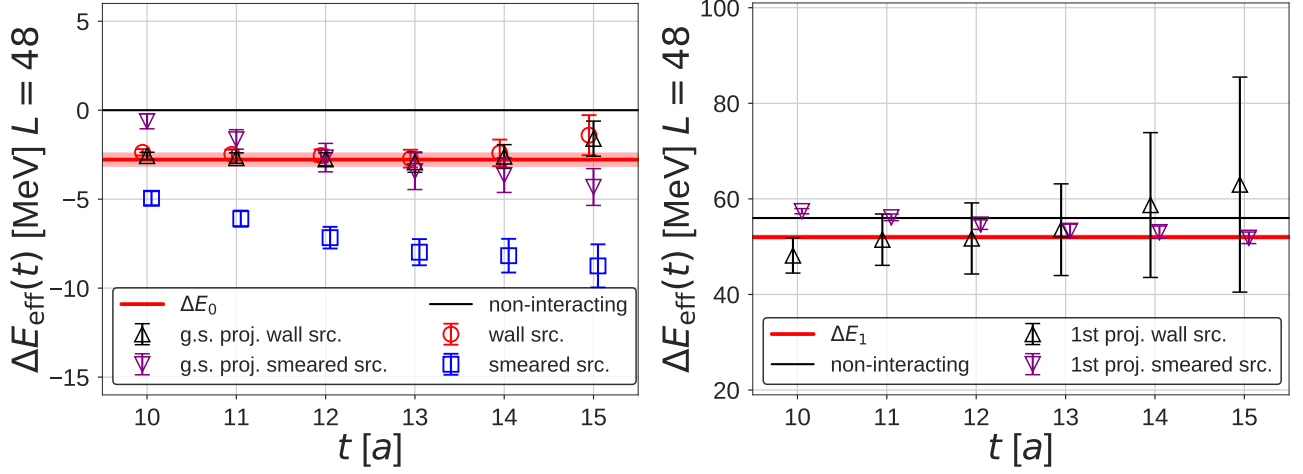 ΔE_eff(t) [MeV] L = 48
0
−5
−10
−15
10 11 12 13 14 15
t [a]
ΔE_0
non-interacting
g.s. proj. wall src.
wall src.
g.s. proj. smeared src.
smeared src.
ΔE_eff(t) [MeV] L = 48
100
80
60
40
20
10 11 12 13 14 15
t [a]
ΔE_1
1st proj. wall src.
non-interacting
1st proj. smeared src.